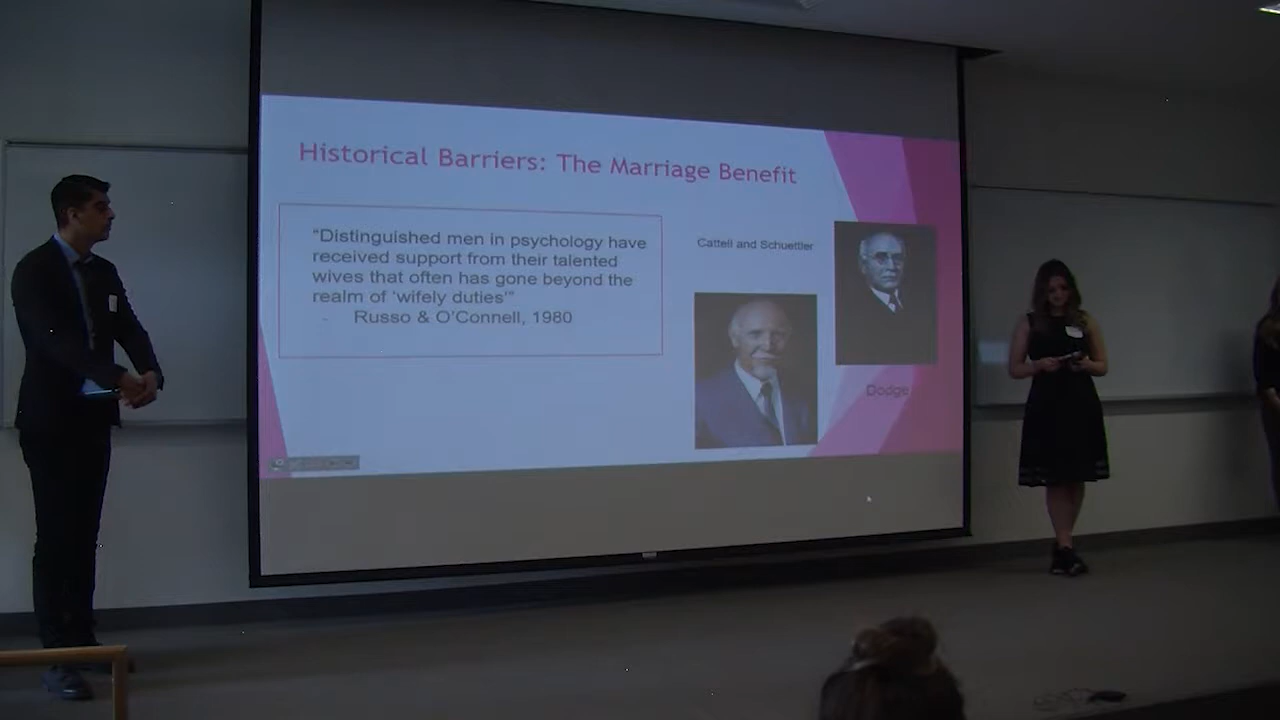 Historical Barriers: The Marriage Benefit
“Distinguished men in psychology have
received support from their talented
wives that often has gone beyond the
realm of ‘wifely duties’”
- Russo & O’Connell, 1980
Cattell and Schuettler
Dodge